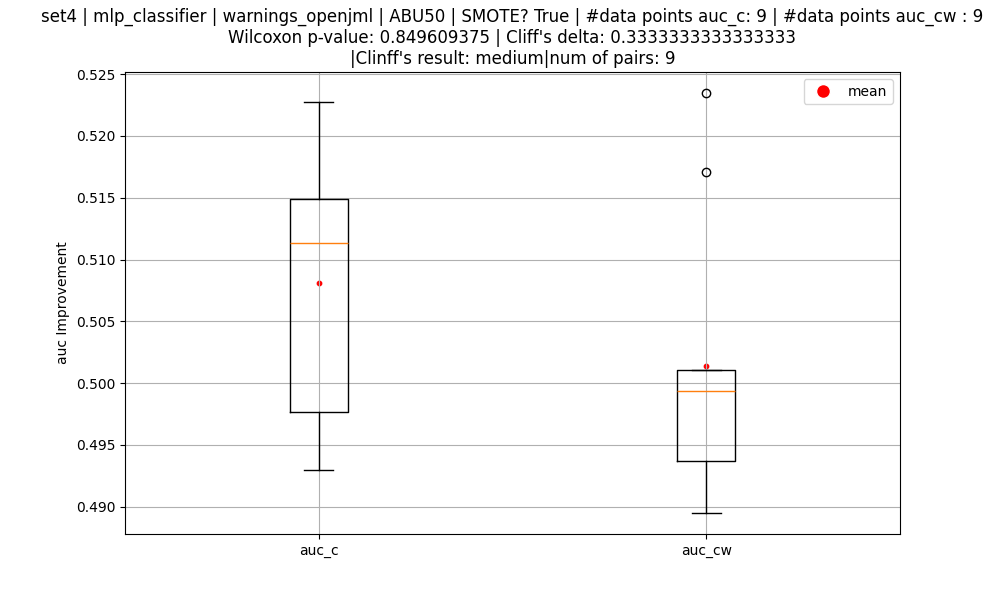 set4 | mlp_classifier | warnings_openjml | ABU50 | SMOTE? True | #data points auc_c: 9 | #data points auc_cw : 9
Wilcoxon p-value: 0.849609375 | Cliff's delta: 0.3333333333333333
|Clinff's result: medium|num of pairs: 9
mean
0.525
0.520
0.515
0.510
0.505
0.500
0.495
0.490
auc Improvement
auc_c
auc_cw